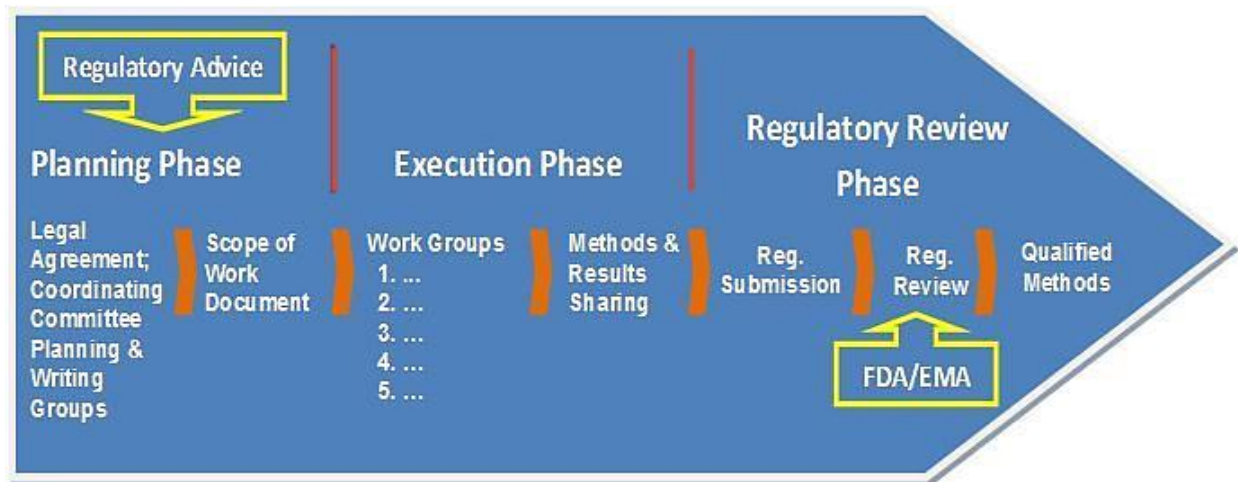 Regulatory Advice
Planning Phase
Legal
Agreement;
Coordinating
Committee
Planning &
Writing
Groups
Scope of
Work
Document
Execution Phase
Work Groups
1. ...
2. ...
3. ...
4. ...
5. ...
Methods &
Results
Sharing
Regulatory Review
Phase
Reg.
Submission
Reg.
Review
Qualified
Methods
FDA/EMA